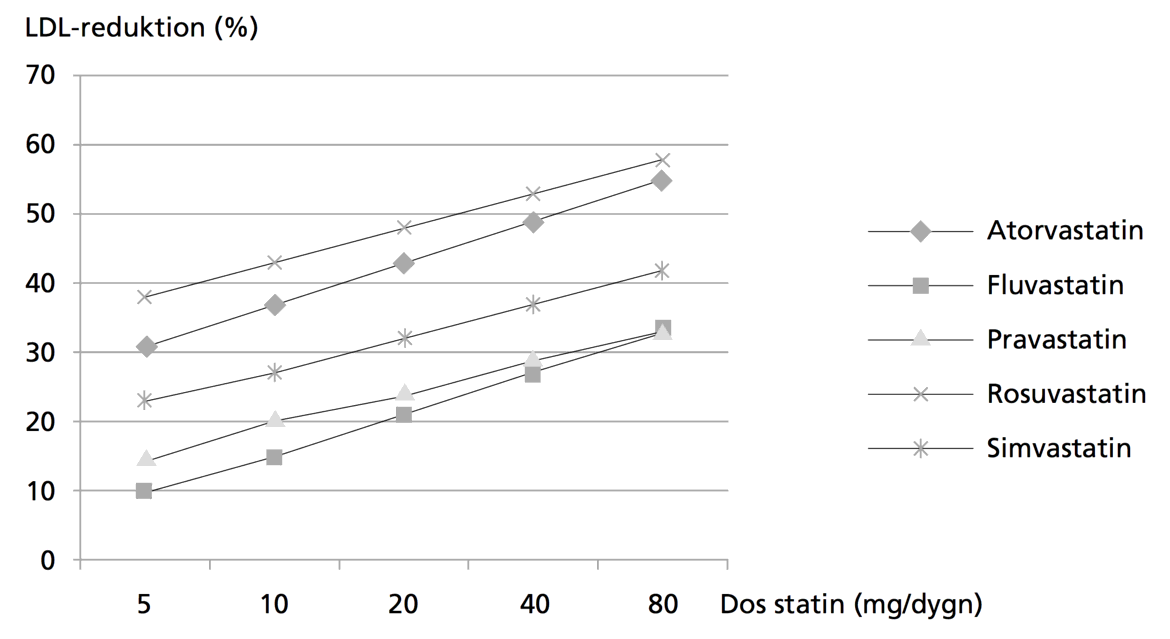 LDL-reduktion (%)
70
60
50
40
30
20
10
0
5 10 20 40 80 Dos statin (mg/dygn)
Atorvastatin
Fluvastatin
Pravastatin
Rosuvastatin
Simvastatin